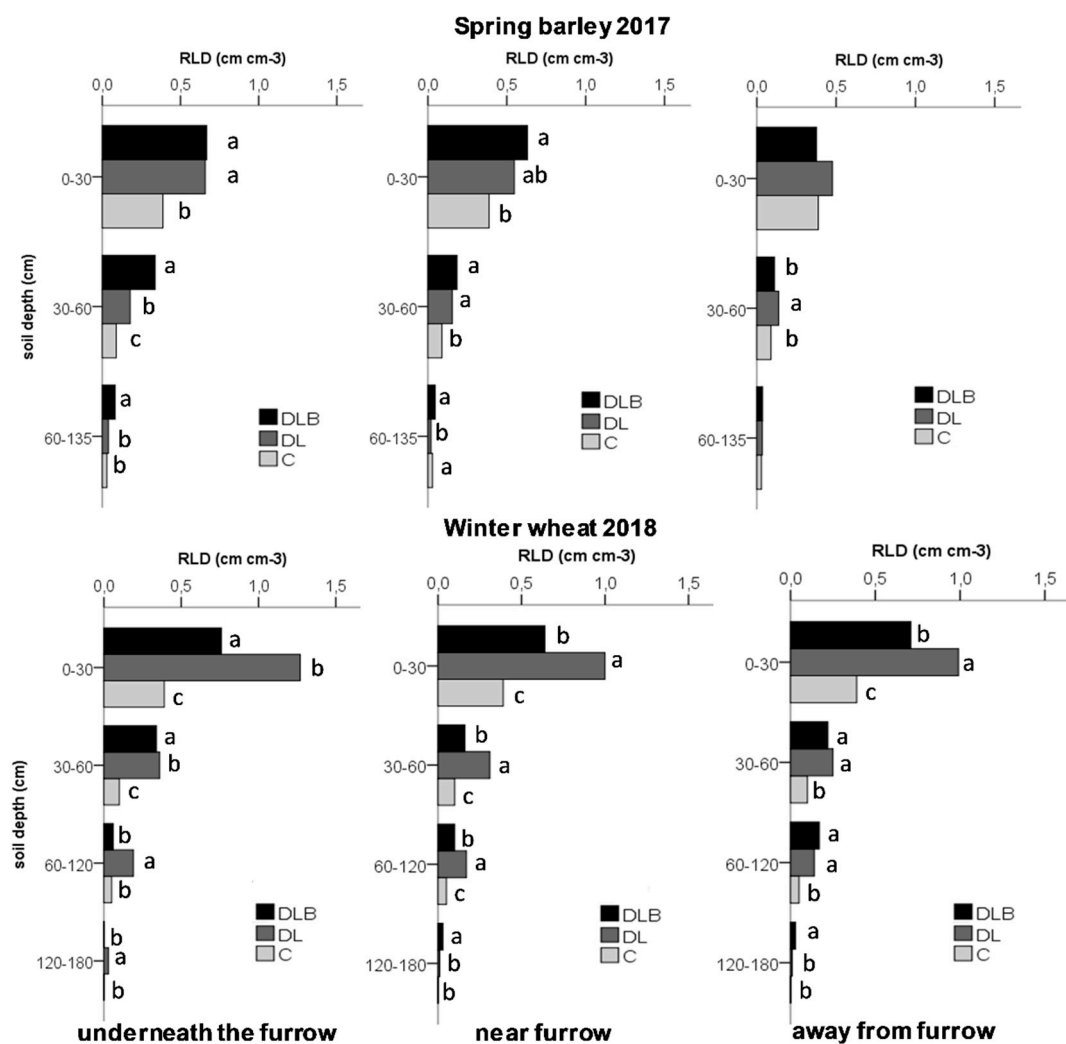 Spring barley 2017
RLD (cm cm-3) RLD (cm cm-3) RLD (cm cm-3)
0,0 0,5 1,0 1,5 0,0 0,5 1,0 1,5 0,0 0,5 1,0 1,5
a a
0-30 a 0-30 ab 0-30
b b
soil depth (cm)
a a b
30-60 b 30-60 a 30-60 a
c b b
a a
60-135 b 60-135 b 60-135
b a
DLB DLB DLB
DL DL DL
C C C
Winter wheat 2018
RLD (cm cm-3) RLD (cm cm-3) RLD (cm cm-3)
0,0 0,5 1,0 1,5 0,0 0,5 1,0 1,5 0,0 0,5 1,0 1,5
a b b
0-30 b 0-30 a 0-30 a
c c c
soil depth (cm)
a b a
30-60 b 30-60 a 30-60 a
c c b
b b a
60-120 a 60-120 a 60-120 a
b c b
DLB DLB DLB
DL DL DL
C C C
b a a
120-180 a 120-180 b 120-180 b
b b b
underneath the furrow near furrow away from furrow